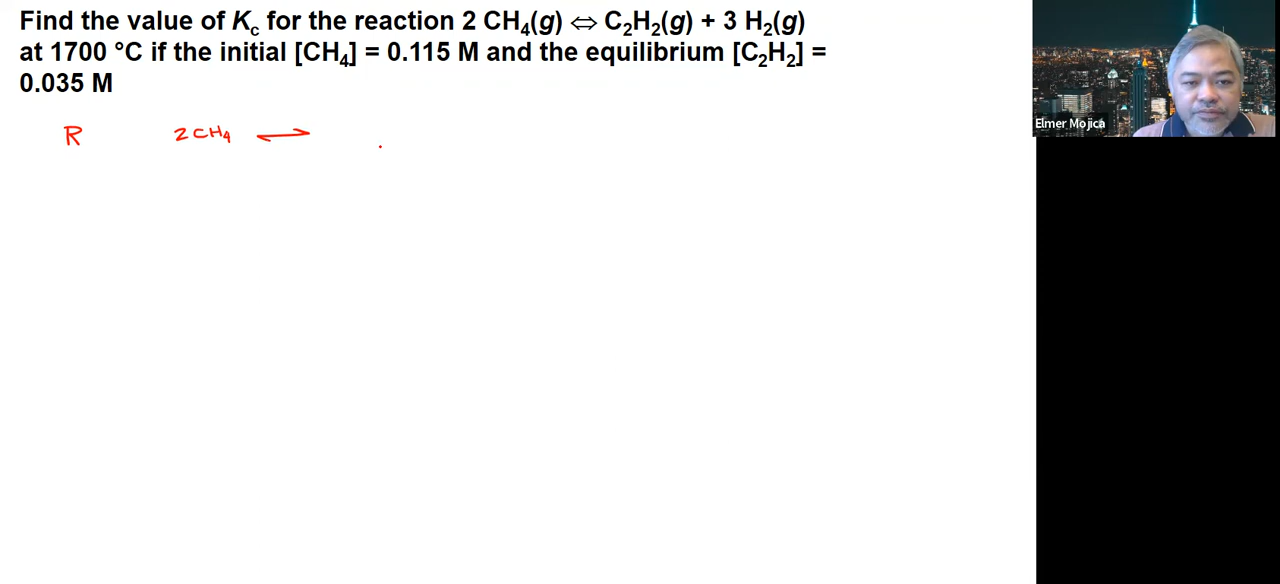 Find the value of Kc for the reaction 2 CH₄(g) ⇔ C₂H₂(g) + 3 H₂(g)
at 1700 °C if the initial [CH₄] = 0.115 M and the equilibrium [C₂H₂] =
0.035 M
Elmer Mojica
R 2CH₄ ⇌